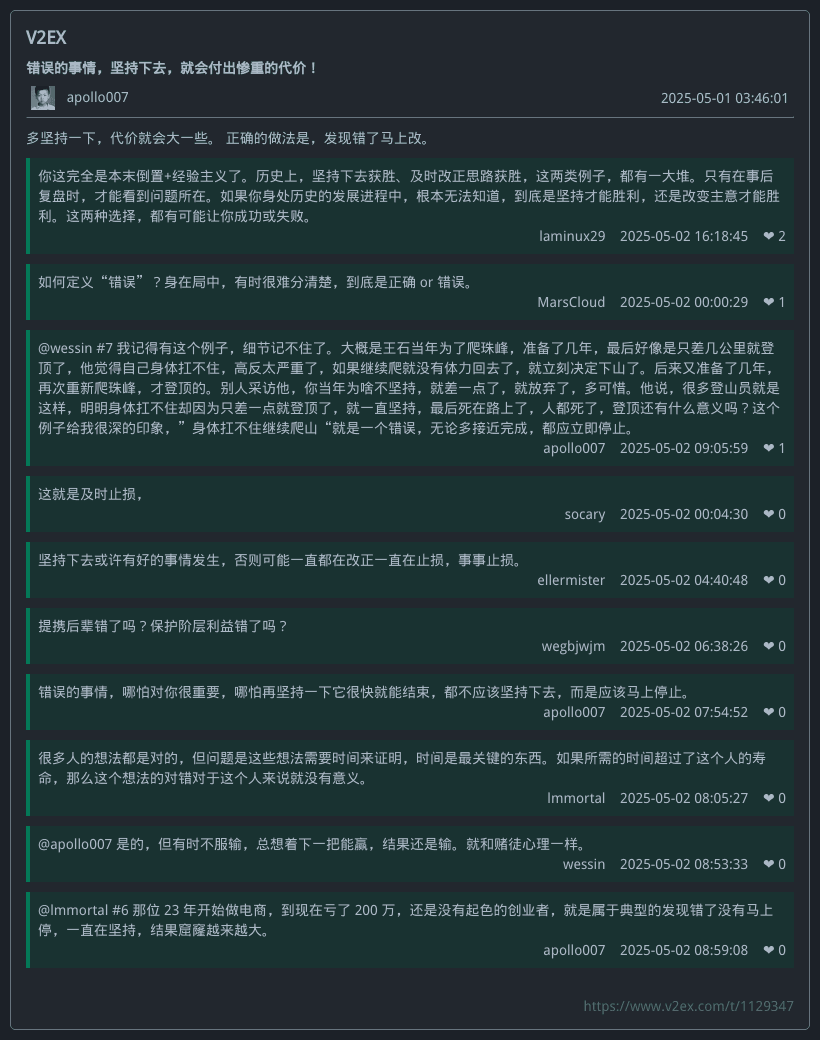 V2EX
错误的事情，坚持下去，就会付出惨重的代价！
apollo007 2025-05-01 03:46:01
多坚持一下，代价就会大一些。 正确的做法是，发现错了马上改。
你这完全是本末倒置+经验主义了。历史上，坚持下去获胜、及时改正思路获胜，这两类例子，都有一大堆。只有在事后
复盘时，才能看到问题所在。如果你身处历史的发展进程中，根本无法知道，到底是坚持才能胜利，还是改变主意才能胜
利。这两种选择，都有可能让你成功或失败。
laminux29 2025-05-02 16:18:45 ❤ 2
如何定义“错误”？身在局中，有时很难分清楚，到底是正确 or 错误。
MarsCloud 2025-05-02 00:00:29 ❤ 1
@wessin #7 我记得有这个例子，细节记不住了。大概是王石当年为了爬珠峰，准备了几年，最后好像是只差几公里就登
顶了，他觉得自己身体扛不住，高反太严重了，如果继续爬就没有体力回去了，就立刻决定下山了。后来又准备了几年，
再次重新爬珠峰，才登顶的。别人采访他，你当年为啥不坚持，就差一点了，就放弃了，多可惜。他说，很多登山员就是
这样，明明身体扛不住却因为只差一点就登顶了，就一直坚持，最后死在路上了，人都死了，登顶还有什么意义吗？这个
例子给我很深的印象，”身体扛不住继续爬山“就是一个错误，无论多接近完成，都应立即停止。
apollo007 2025-05-02 09:05:59 ❤ 1
这就是及时止损，
socary 2025-05-02 00:04:30 ❤ 0
坚持下去或许有好的事情发生，否则可能一直都在改正一直在止损，事事止损。
ellermister 2025-05-02 04:40:48 ❤ 0
提携后辈错了吗？保护阶层利益错了吗？
wegbjwjm 2025-05-02 06:38:26 ❤ 0
错误的事情，哪怕对你很重要，哪怕再坚持一下它很快就能结束，都不应该坚持下去，而是应该马上停止。
apollo007 2025-05-02 07:54:52 ❤ 0
很多人的想法都是对的，但问题是这些想法需要时间来证明，时间是最关键的东西。如果所需的时间超过了这个人的寿
命，那么这个想法的对错对于这个人来说就没有意义。
lmmortal 2025-05-02 08:05:27 ❤ 0
@apollo007 是的，但有时不服输，总想着下一把能赢，结果还是输。就和赌徒心理一样。
wessin 2025-05-02 08:53:33 ❤ 0
@lmmortal #6 那位 23 年开始做电商，到现在亏了 200 万，还是没有起色的创业者，就是属于典型的发现错了没有马上
停，一直在坚持，结果窟窿越来越大。
apollo007 2025-05-02 08:59:08 ❤ 0
https://www.v2ex.com/t/1129347